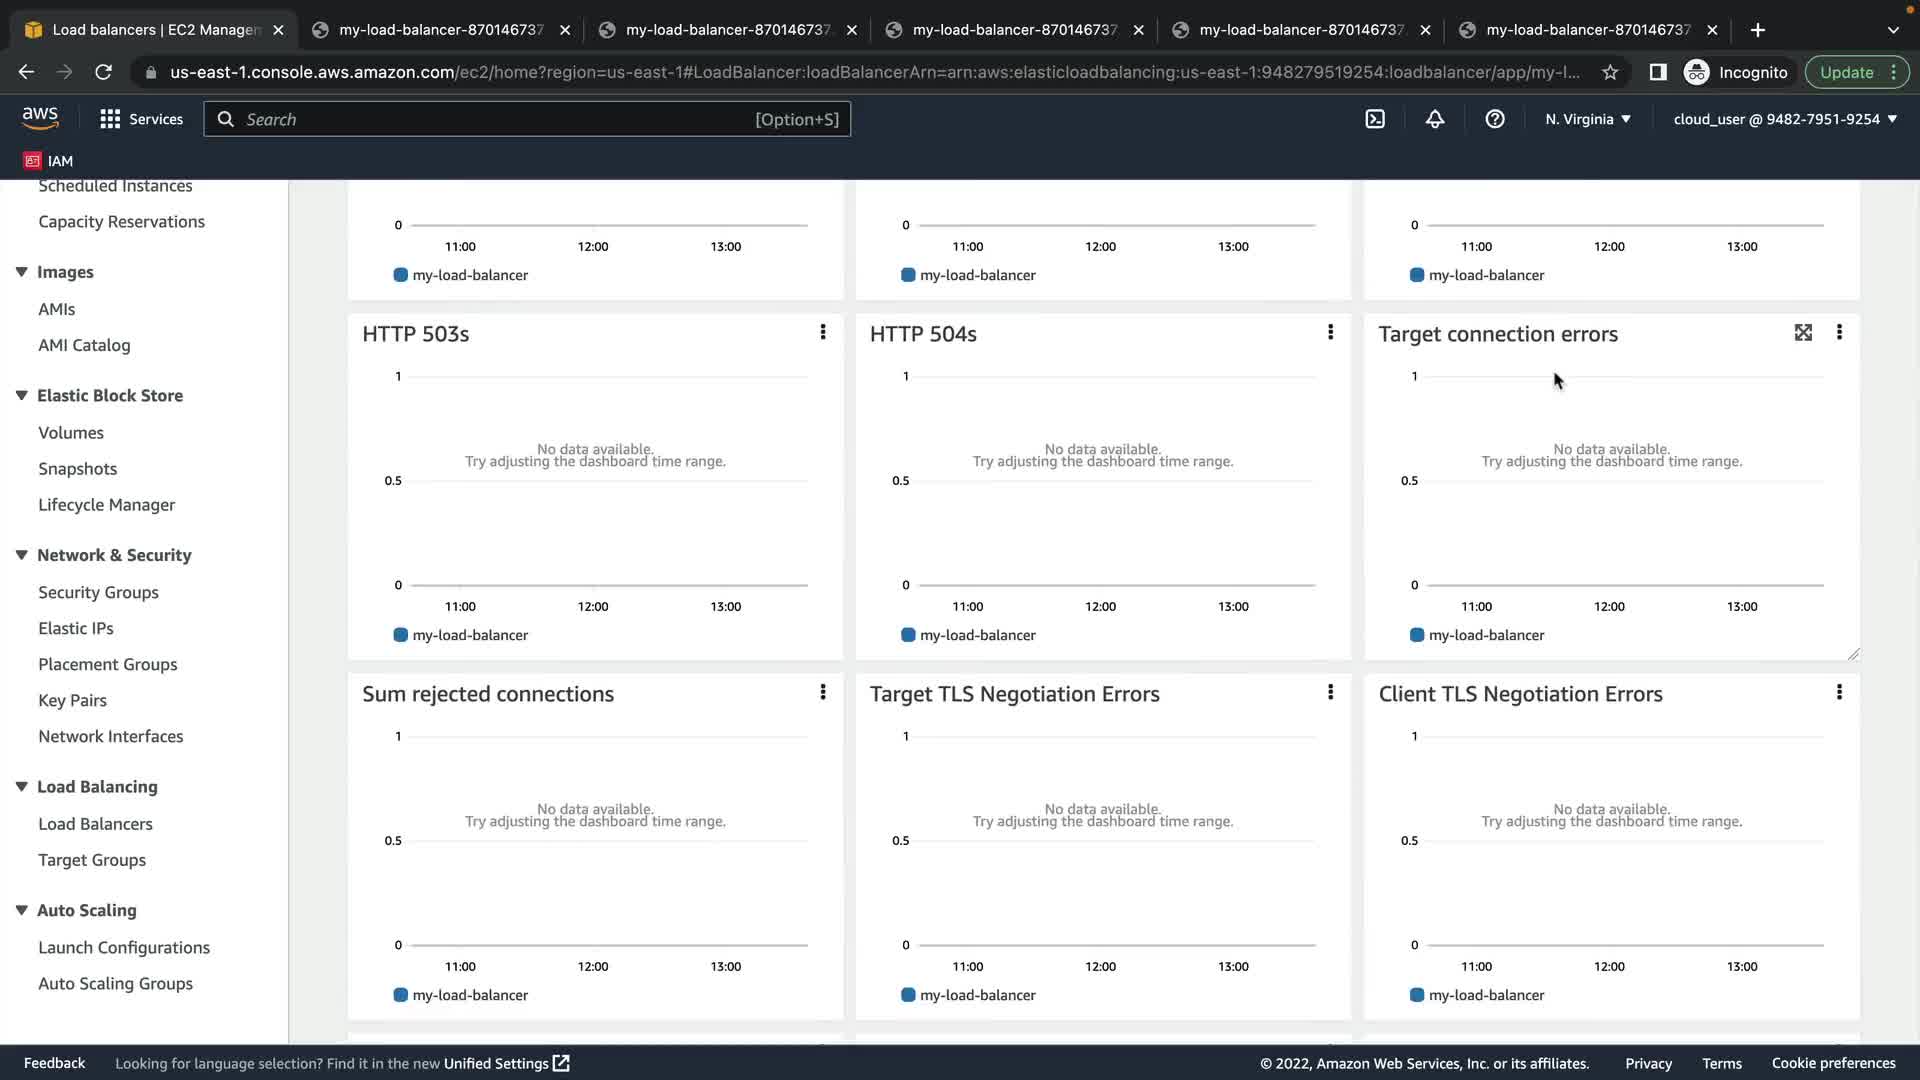 Load balancers | EC2 Managem
my-load-balancer-870146737
my-load-balancer-870146737
my-load-balancer-870146737
my-load-balancer-870146737
my-load-balancer-870146737
us-east-1.console.aws.amazon.com/ec2/home?region=us-east-1#LoadBalancer:loadBalancerArn=arn:aws:elasticloadbalancing:us-east-1:948279519254:loadbalancer/app/my-l...
Incognito
Update
aws
Services
Search
[Option+S]
N. Virginia
cloud_user @ 9482-7951-9254
IAM
Scheduled Instances
Capacity Reservations
Images
AMIs
AMI Catalog
Elastic Block Store
Volumes
Snapshots
Lifecycle Manager
Network & Security
Security Groups
Elastic IPs
Placement Groups
Key Pairs
Network Interfaces
Load Balancing
Load Balancers
Target Groups
Auto Scaling
Launch Configurations
Auto Scaling Groups
0
11:00 12:00 13:00
my-load-balancer
0
11:00 12:00 13:00
my-load-balancer
0
11:00 12:00 13:00
my-load-balancer
HTTP 503s
1
No data available.
Try adjusting the dashboard time range.
0.5
0
11:00 12:00 13:00
my-load-balancer
HTTP 504s
1
No data available.
Try adjusting the dashboard time range.
0.5
0
11:00 12:00 13:00
my-load-balancer
Target connection errors
1
No data available.
Try adjusting the dashboard time range.
0.5
0
11:00 12:00 13:00
my-load-balancer
Sum rejected connections
1
No data available.
Try adjusting the dashboard time range.
0.5
0
11:00 12:00 13:00
my-load-balancer
Target TLS Negotiation Errors
1
No data available.
Try adjusting the dashboard time range.
0.5
0
11:00 12:00 13:00
my-load-balancer
Client TLS Negotiation Errors
1
No data available.
Try adjusting the dashboard time range.
0.5
0
11:00 12:00 13:00
my-load-balancer
Feedback
Looking for language selection? Find it in the new Unified Settings
© 2022, Amazon Web Services, Inc. or its affiliates.
Privacy
Terms
Cookie preferences